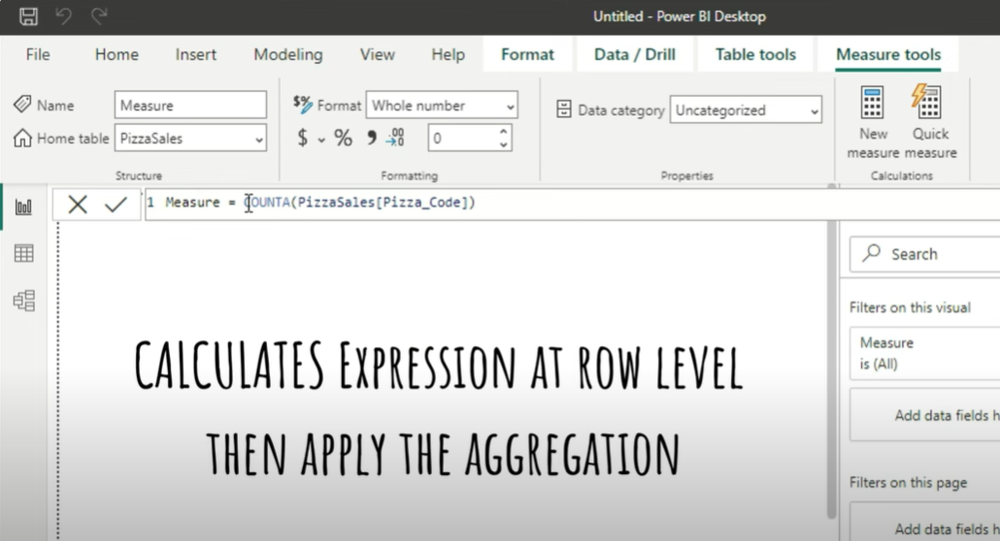 Untitled - Power BI Desktop
File Home Insert Modeling View Help Format Data / Drill Table tools Measure tools
Name Measure $% Format Whole number Data category Uncategorized
Home table PizzaSales $ % 9 .00 0 New measure Quick measure
Structure Formatting Properties Calculations
1 Measure = COUNTA(PizzaSales[Pizza_Code])
Search
Filters on this visual
Measure
is (All)
CALCULATES EXPRESSION AT ROW LEVEL
THEN APPLY THE AGGREGATION
Add data fields h
Filters on this page
Add data fields h